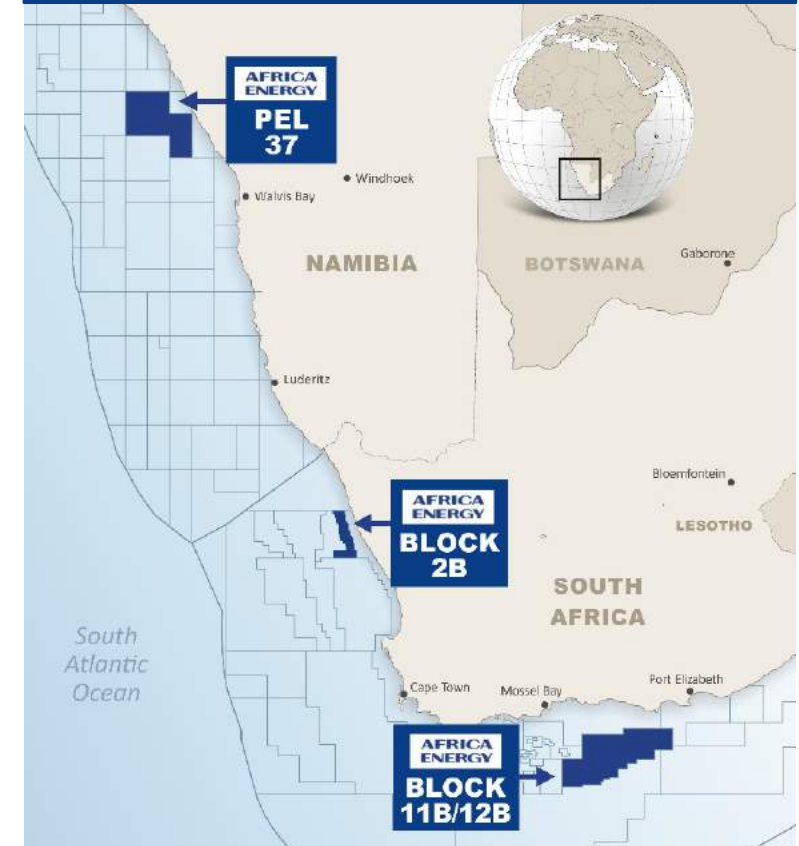 AFRICA
ENERGY
PEL
37
Windhoek
Walvis Bay
NAMIBIA
BOTSWANA
Gaborone
Luderitz
Bloemfontein
LESOTHO
AFRICA
ENERGY
BLOCK
2B
SOUTH
AFRICA
South
Atlantic
Ocean
Cape Town
Mossel Bay
Port Elizabeth
AFRICA
ENERGY
BLOCK
11B/12B